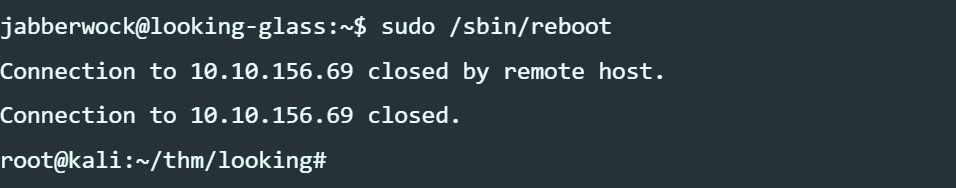 jabberwock@looking-glass:~$ sudo /sbin/reboot
Connection to 10.10.156.69 closed by remote host.
Connection to 10.10.156.69 closed.
root@kali:~/thm/looking#